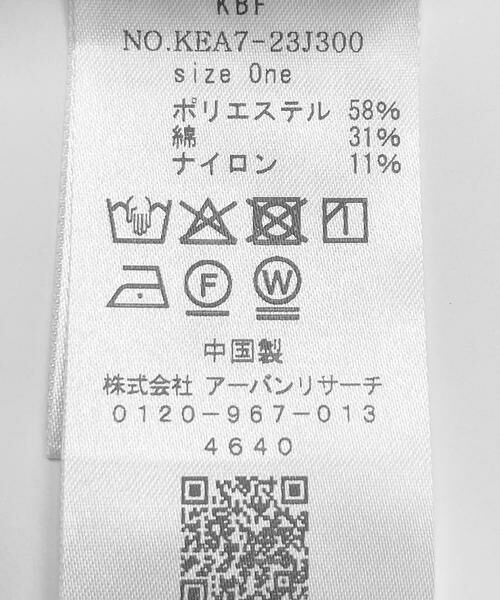 KBF
NO.KEA7-23J300
size One
ポリエステル 58%
綿 31%
ナイロン 11%
F W
中国製
株式会社 アーバンリサーチ
0120-967-013
4640